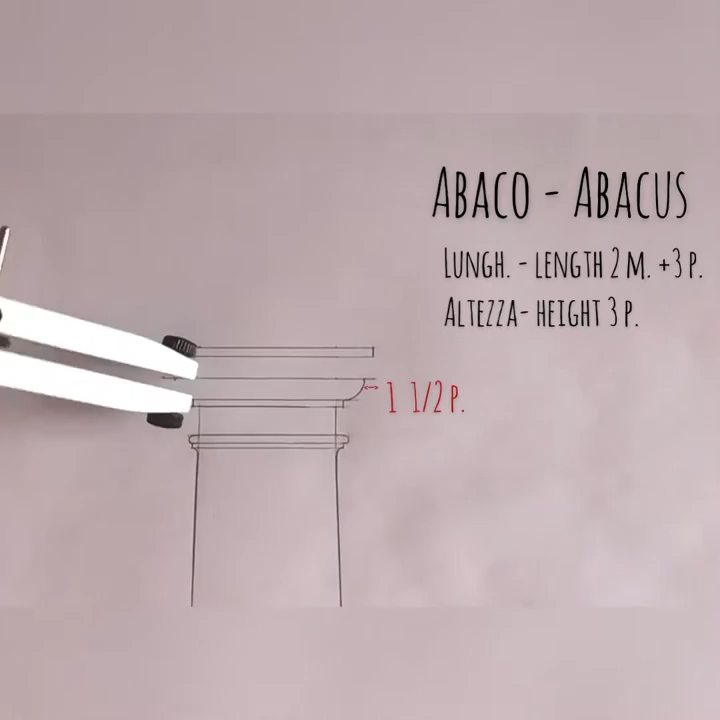 Abaco - Abacus
Lungh. - length 2 m. +3 p.
Altezza- height 3 p.
1 1/2 p.